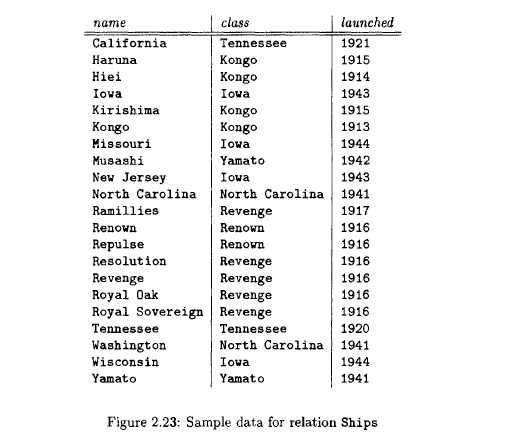 name class launched
California Tennessee 1921
Haruna Kongo 1915
Hiei Kongo 1914
Iowa Iowa 1943
Kirishima Kongo 1915
Kongo Kongo 1913
Missouri Iowa 1944
Musashi Yamato 1942
New Jersey Iowa 1943
North Carolina North Carolina 1941
Ramillies Revenge 1917
Renown Renown 1916
Repulse Renown 1916
Resolution Revenge 1916
Revenge Revenge 1916
Royal Oak Revenge 1916
Royal Sovereign Revenge 1916
Tennessee Tennessee 1920
Washington North Carolina 1941
Wisconsin Iowa 1944
Yamato Yamato 1941
Figure 2.23: Sample data for relation Ships